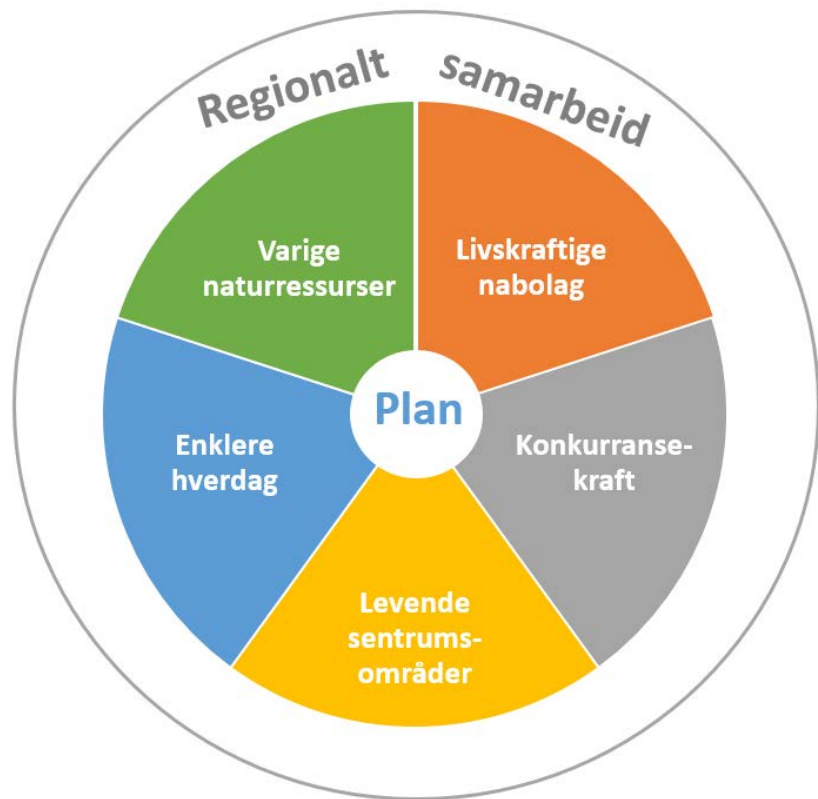 Regionalt samarbeid
Varige
naturressurser
Livskraftige
nabolag
Plan
Enklere
hverdag
Konkurranse-
kraft
Levende
sentrums-
områder